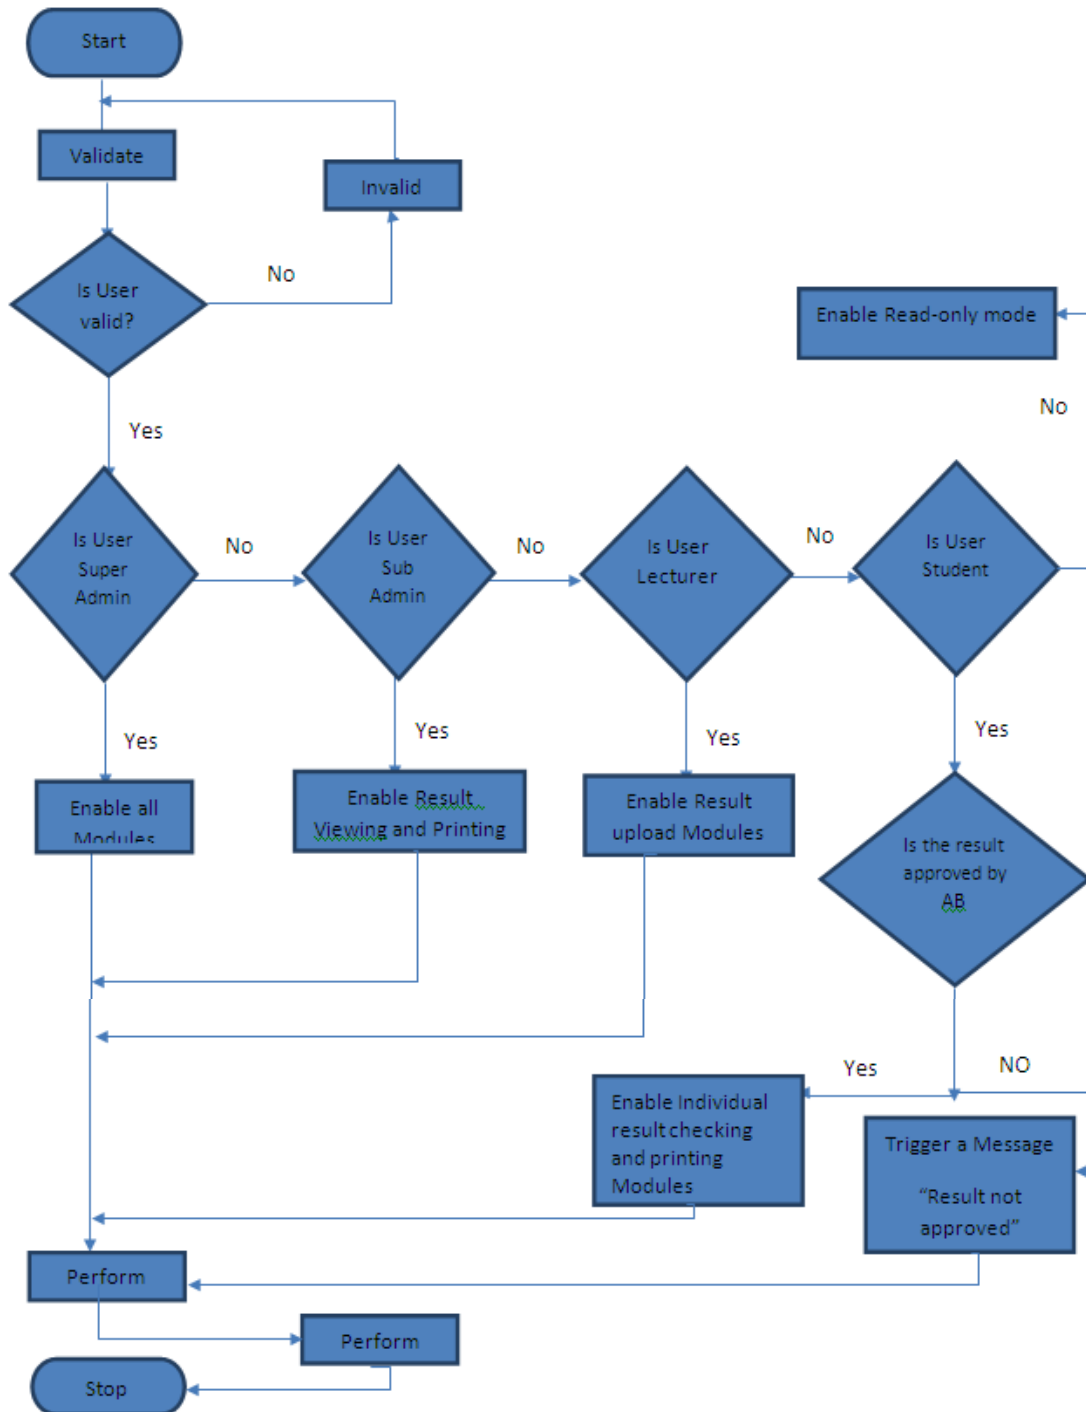 Start
Validate
Invalid
No
Is User
valid?
Enable Read-only mode
No
Yes
Is User
Super
Admin
No
Is User
Sub
Admin
No
Is User
Lecturer
No
Is User
Student
Yes
Yes
Yes
Yes
Enable all
Modules
Enable Result
Viewing and Printing
Enable Result
upload Modules
Is the result
approved by
AB
Yes
NO
Enable Individual
result checking
and printing
Modules
Trigger a Message
“Result not
approved”
Perform
Perform
Stop